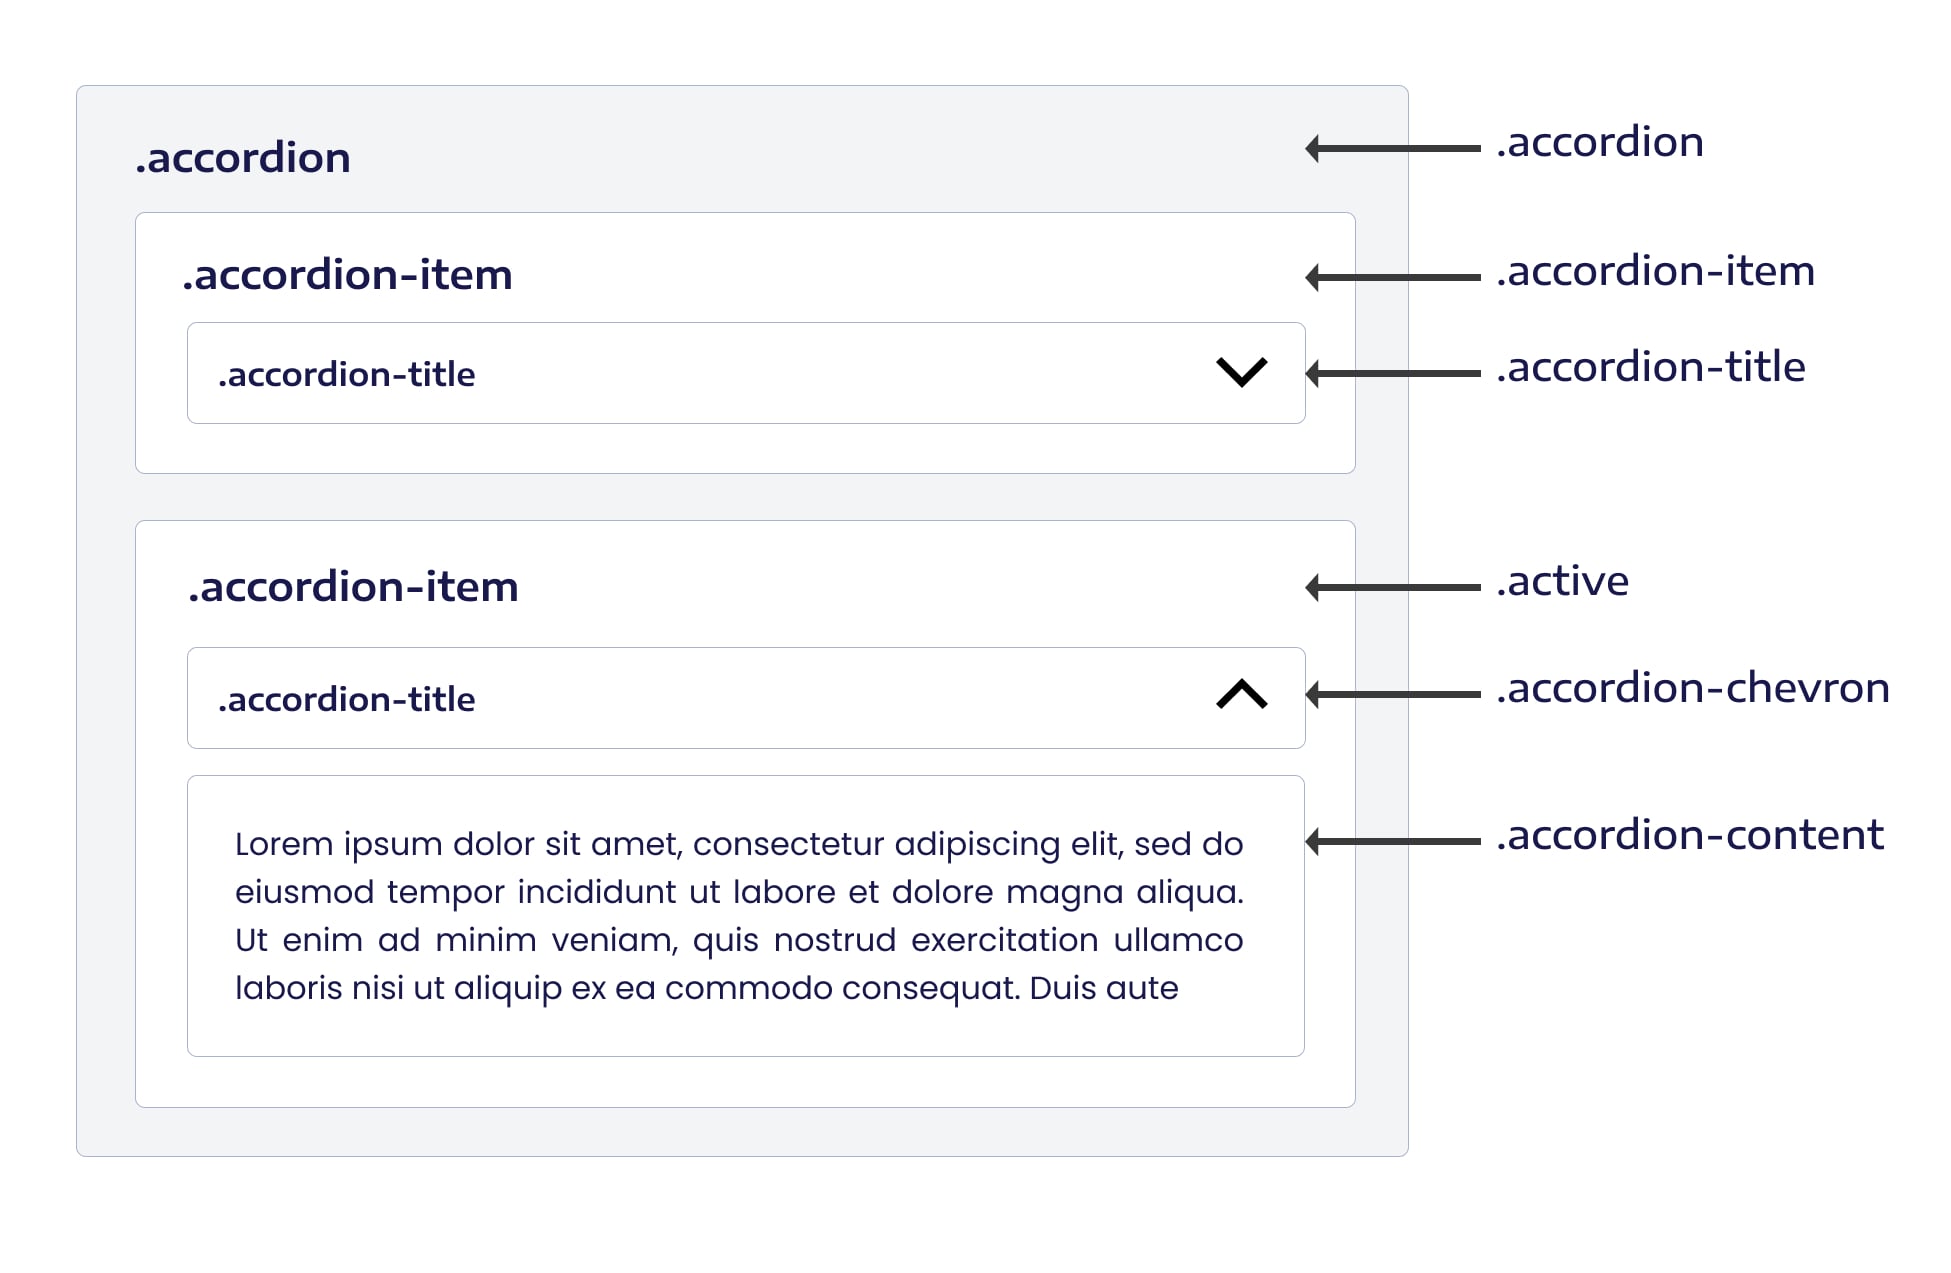 .accordion
.accordion
.accordion-item
.accordion-item
.accordion-title
.accordion-title
.accordion-item
.active
.accordion-title
.accordion-chevron
Lorem ipsum dolor sit amet, consectetur adipiscing elit, sed do
.accordion-content
eiusmod tempor incididunt ut labore et dolore magna aliqua.
Ut enim ad minim veniam, quis nostrud exercitation ullamco
laboris nisi ut aliquip ex ea commodo consequat. Duis aute